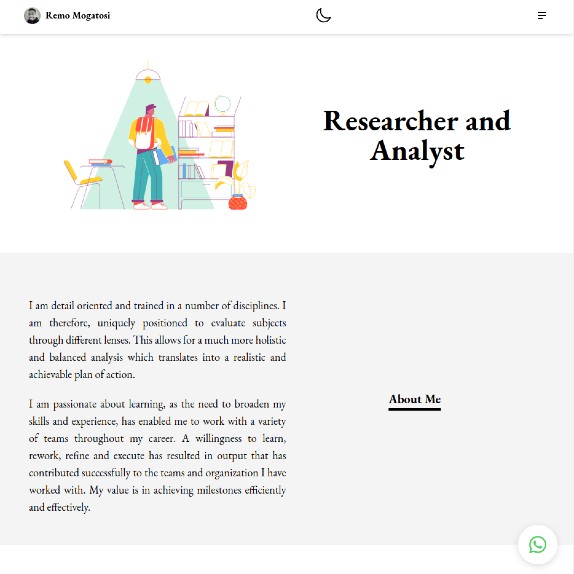 Remo Mogatosi
Researcher and
Analyst
I am detail oriented and trained in a number of disciplines. I
am therefore, uniquely positioned to evaluate subjects
through different lenses. This allows for a much more holistic
and balanced analysis which translates into a realistic and
achievable plan of action.
I am passionate about learning, as the need to broaden my
skills and experience, has enabled me to work with a variety
of teams throughout my career. A willingness to learn,
rework, refine and execute has resulted in output that has
contributed successfully to the teams and organization I have
worked with. My value is in achieving milestones efficiently
and effectively.
About Me